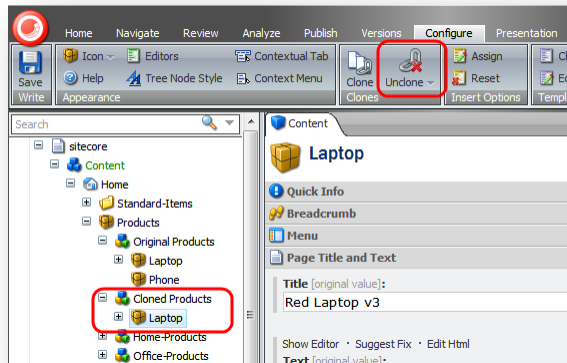 Home Navigate Review Analyze Publish Versions Configure Presentation
Save
Write
Icon
Help
Editors
Tree Node Style
Contextual Tab
Context Menu
Appearance
Clone
Unclone
Clones
Assign
Reset
Insert Options
Templ
Search
sitecore
Content
Home
Standard-Items
Products
Original Products
Laptop
Phone
Cloned Products
Laptop
Home-Products
Office-Products
Content
Laptop
Quick Info
Breadcrumb
Menu
Page Title and Text
Title [original value]:
Red Laptop v3
Show Editor · Suggest Fix · Edit Html
Text [original value]: